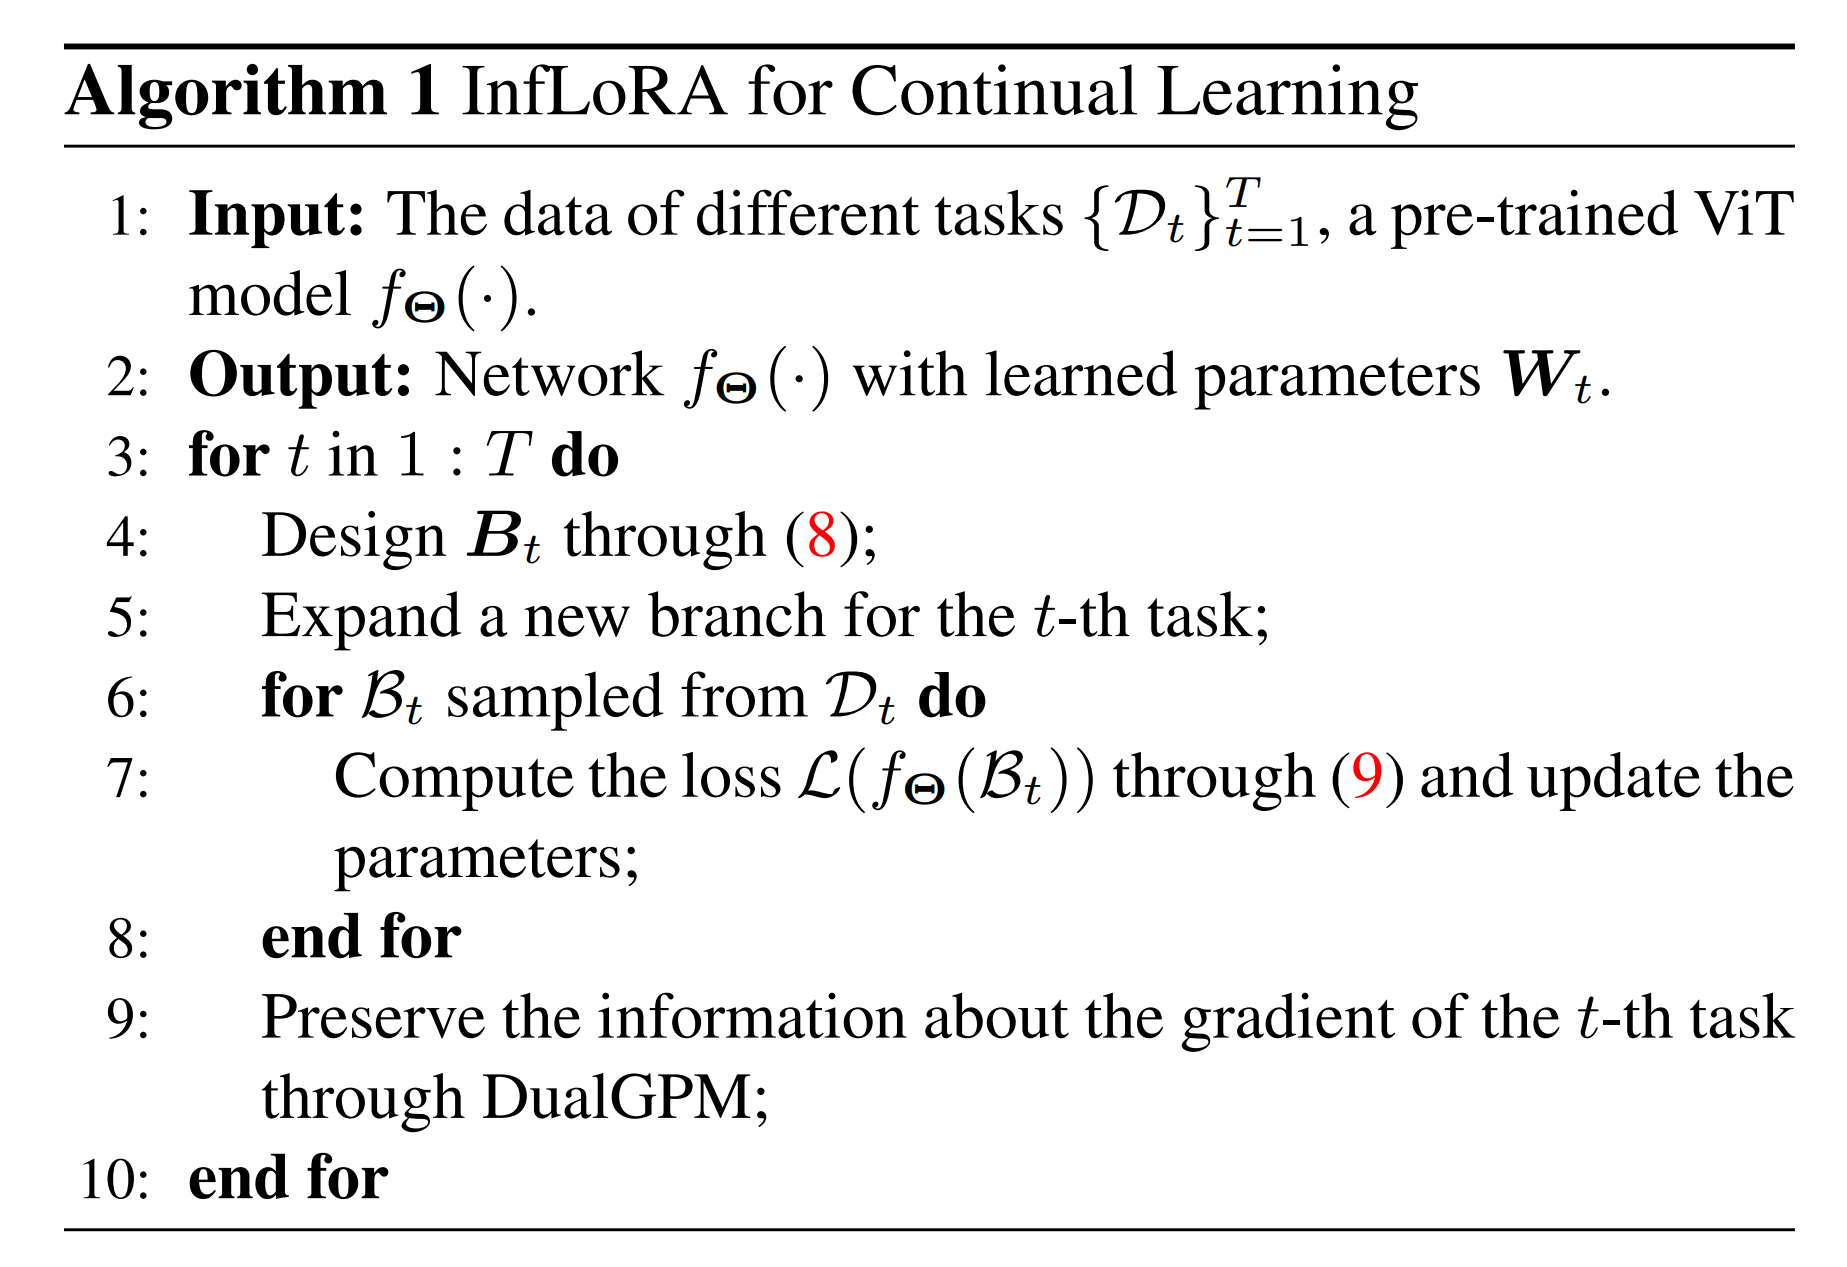 Algorithm 1 InfLoRA for Continual Learning
1: Input: The data of different tasks $\{\mathcal{D}_t\}_{t=1}^{T}$, a pre-trained ViT
model $f_{\boldsymbol{\Theta}}(\cdot)$.
2: Output: Network $f_{\boldsymbol{\Theta}}(\cdot)$ with learned parameters $\boldsymbol{W}_t$.
3: for $t$ in $1 : T$ do
4: Design $\boldsymbol{B}_t$ through (8);
5: Expand a new branch for the $t$-th task;
6: for $\mathcal{B}_t$ sampled from $\mathcal{D}_t$ do
7: Compute the loss $\mathcal{L}(f_{\boldsymbol{\Theta}}(\mathcal{B}_t))$ through (9) and update the
parameters;
8: end for
9: Preserve the information about the gradient of the $t$-th task
through DualGPM;
10: end for